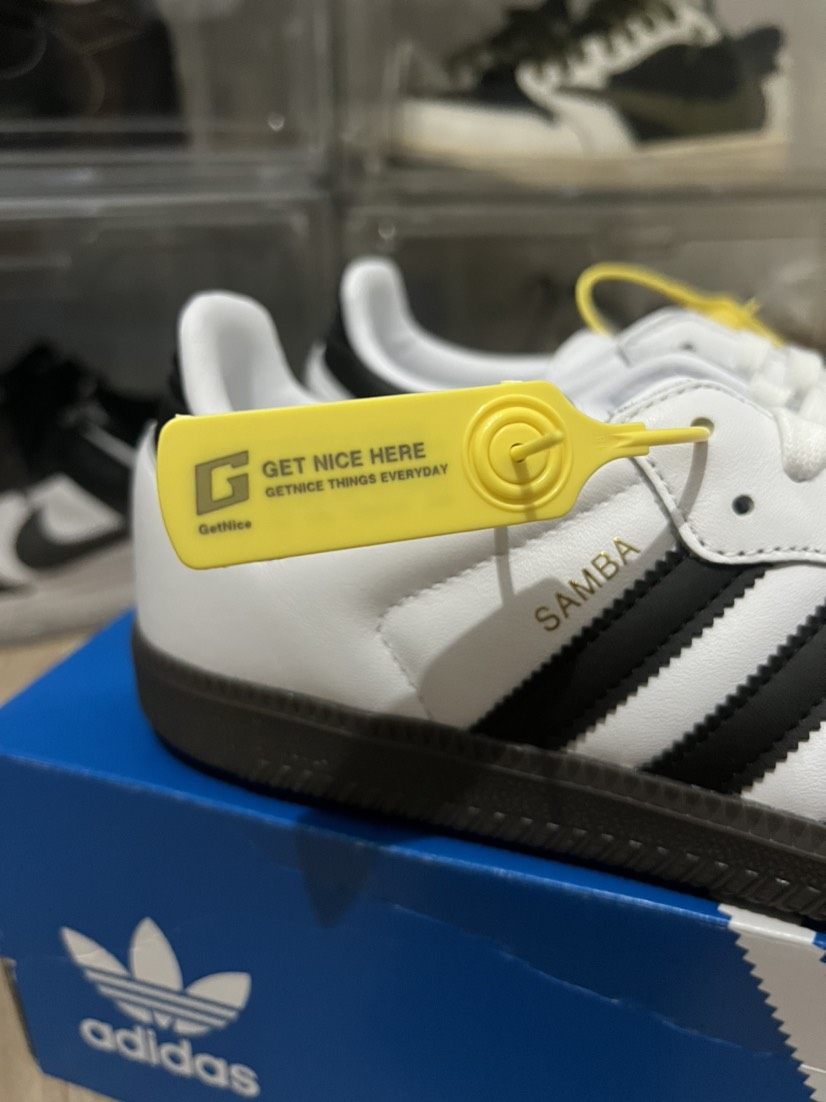 GET NICE HERE
GETNICE THINGS EVERYDAY
GetNice
SAMBA
adidas